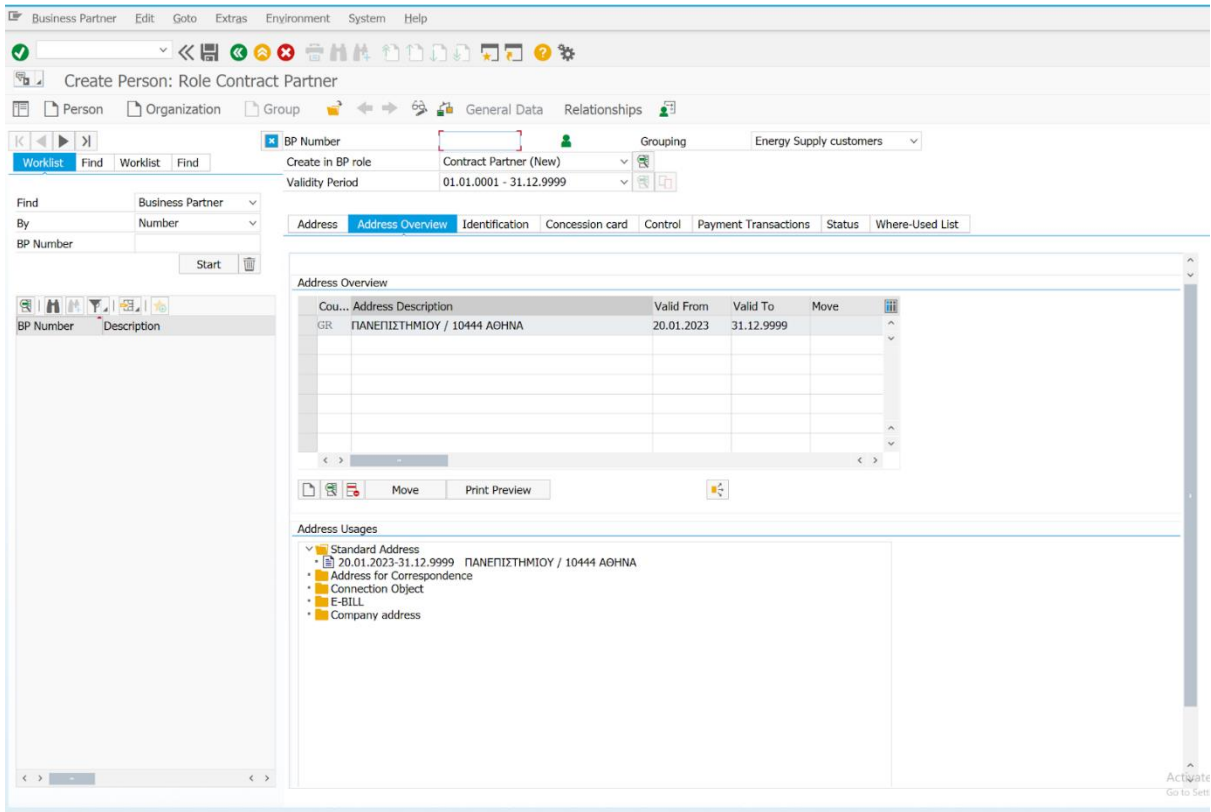 Business Partner Edit Goto Extras Environment System Help
Create Person: Role Contract Partner
Person Organization Group General Data Relationships
BP Number Grouping Energy Supply customers
Worklist Find Worklist Find
Create in BP role Contract Partner (New)
Validity Period 01.01.0001 - 31.12.9999
Find Business Partner
By Number
BP Number
Start
Address Address Overview Identification Concession card Control Payment Transactions Status Where-Used List
Address Overview
Cou... Address Description Valid From Valid To Move
GR ΠΑΝΕΠΙΣΤΗΜΙΟΥ / 10444 ΑΘΗΝΑ 20.01.2023 31.12.9999
BP Number Description
Move Print Preview
Address Usages
Standard Address
20.01.2023-31.12.9999 ΠΑΝΕΠΙΣΤΗΜΙΟΥ / 10444 ΑΘΗΝΑ
Address for Correspondence
Connection Object
E-BILL
Company address
Activate
Go to Sett